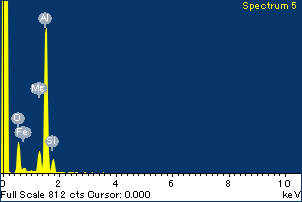 Spectrum 5
Al
Mg
O
Fe
Si
0 2 4 6 8 10
Full Scale 812 cts Cursor: 0.000 keV